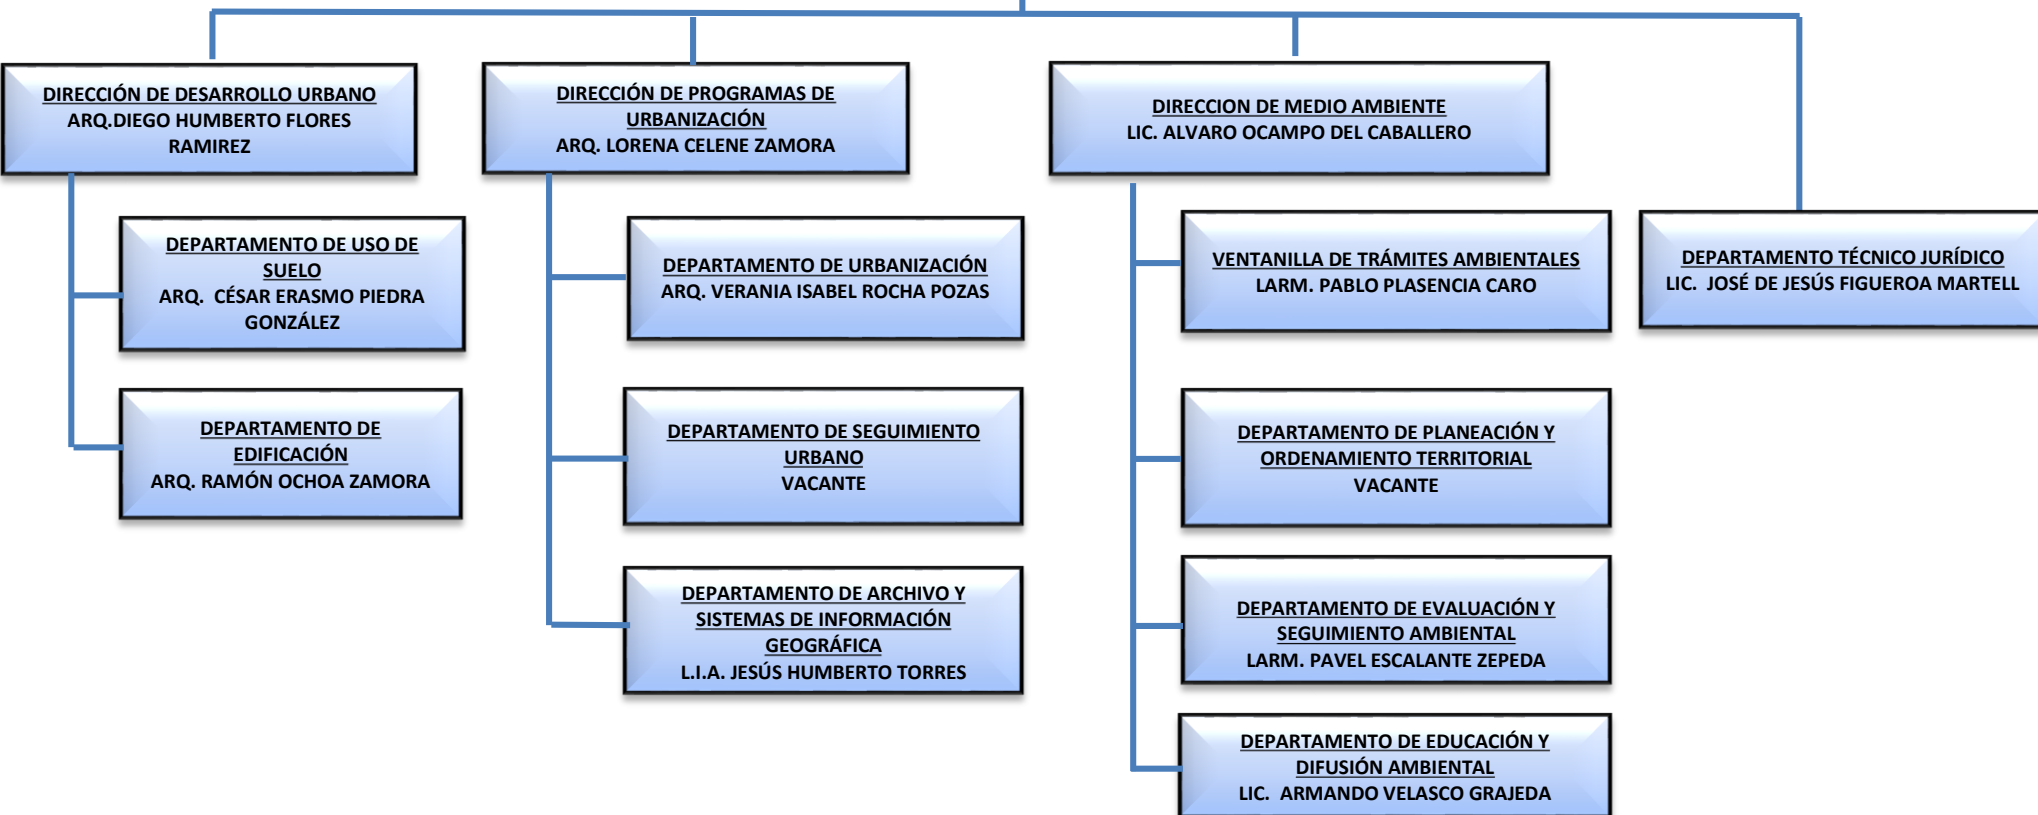 DIRECCIÓN DE DESARROLLO URBANO
ARQ.DIEGO HUMBERTO FLORES
RAMIREZ
DIRECCIÓN DE PROGRAMAS DE
URBANIZACIÓN
ARQ. LORENA CELENE ZAMORA
DIRECCION DE MEDIO AMBIENTE
LIC. ALVARO OCAMPO DEL CABALLERO
DEPARTAMENTO DE USO DE
SUELO
ARQ.  CÉSAR ERASMO PIEDRA
GONZÁLEZ
DEPARTAMENTO DE URBANIZACIÓN
ARQ. VERANIA ISABEL ROCHA POZAS
VENTANILLA DE TRÁMITES AMBIENTALES
LARM. PABLO PLASENCIA CARO
DEPARTAMENTO TÉCNICO JURÍDICO
LIC.  JOSÉ DE JESÚS FIGUEROA MARTELL
DEPARTAMENTO DE
EDIFICACIÓN
ARQ. RAMÓN OCHOA ZAMORA
DEPARTAMENTO DE SEGUIMIENTO
URBANO
VACANTE
DEPARTAMENTO DE PLANEACIÓN Y
ORDENAMIENTO TERRITORIAL
VACANTE
DEPARTAMENTO DE ARCHIVO Y
SISTEMAS DE INFORMACIÓN
GEOGRÁFICA
L.I.A. JESÚS HUMBERTO TORRES
DEPARTAMENTO DE EVALUACIÓN Y
SEGUIMIENTO AMBIENTAL
LARM. PAVEL ESCALANTE ZEPEDA
DEPARTAMENTO DE EDUCACIÓN Y
DIFUSIÓN AMBIENTAL
LIC.  ARMANDO VELASCO GRAJEDA